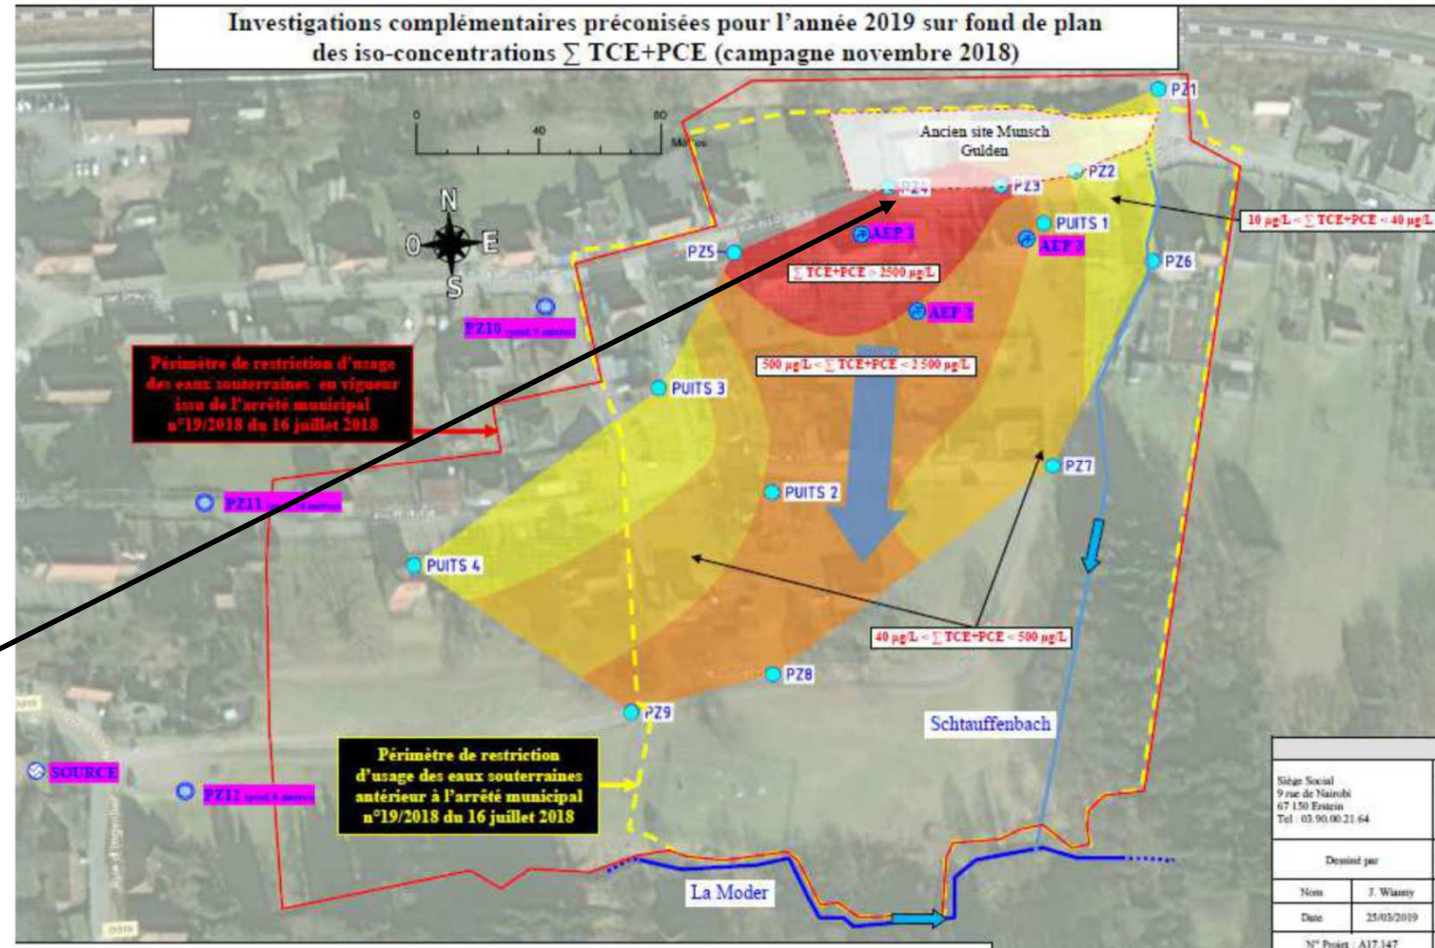 Investigations complémentaires préconisées pour l'année 2019 sur fond de plan
des iso-concentrations ∑ TCE+PCE (campagne novembre 2018)
0
40
80
PZ1
Ancien site Munsch
Gulden
PZ2
PZ4
PZ3
N
O
E
S
PZ5
AEP 1
PUITS 1
AEP 3
10 µg/L < ∑ TCE+PCE < 40 µg/L
PZ6
∑ TCE+PCE > 2500 µg/L
AEP 2
PZ10
500 µg/L < ∑ TCE+PCE < 2 500 µg/L
Périmètre de restriction d'usage
des eaux souterraines en vigueur
issu de l'arrêté municipal
n°19/2018 du 16 juillet 2018
PUITS 3
PZ7
PZ11
PUITS 2
PUITS 4
40 µg/L < ∑ TCE+PCE < 500 µg/L
PZ8
PZ9
Schtauffenbach
SOURCE
PZ12
Périmètre de restriction
d'usage des eaux souterraines
antérieur à l'arrêté municipal
n°19/2018 du 16 juillet 2018
La Moder
Siège Social
9 rue de Nairobi
67 150 Erstein
Tel : 03.90.00.21.64
Dessiné par
Nom
J. Wianny
Date
25/03/2019
N° Projet : A17.147